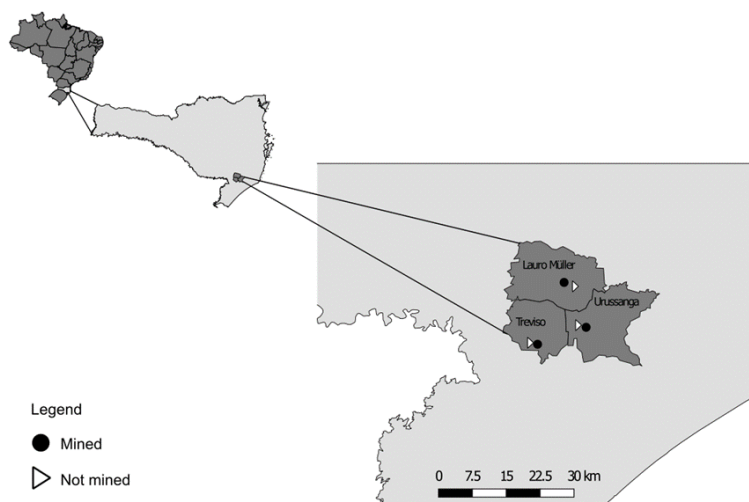 Lauro Müller
Urussanga
Treviso
Legend
Mined
Not mined
0 7.5 15 22.5 30 km